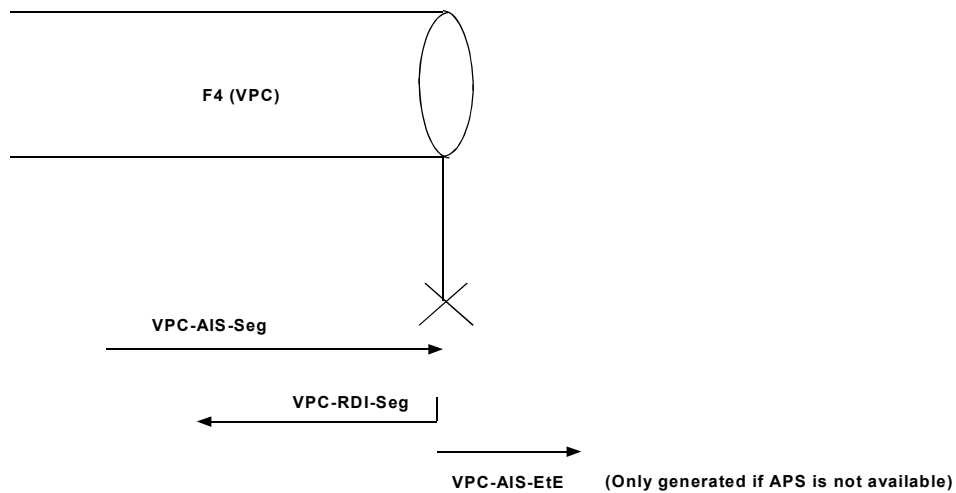 F4 (VPC)
VPC-AIS-Seg
VPC-RDI-Seg
VPC-AIS-EtE (Only generated if APS is not available)